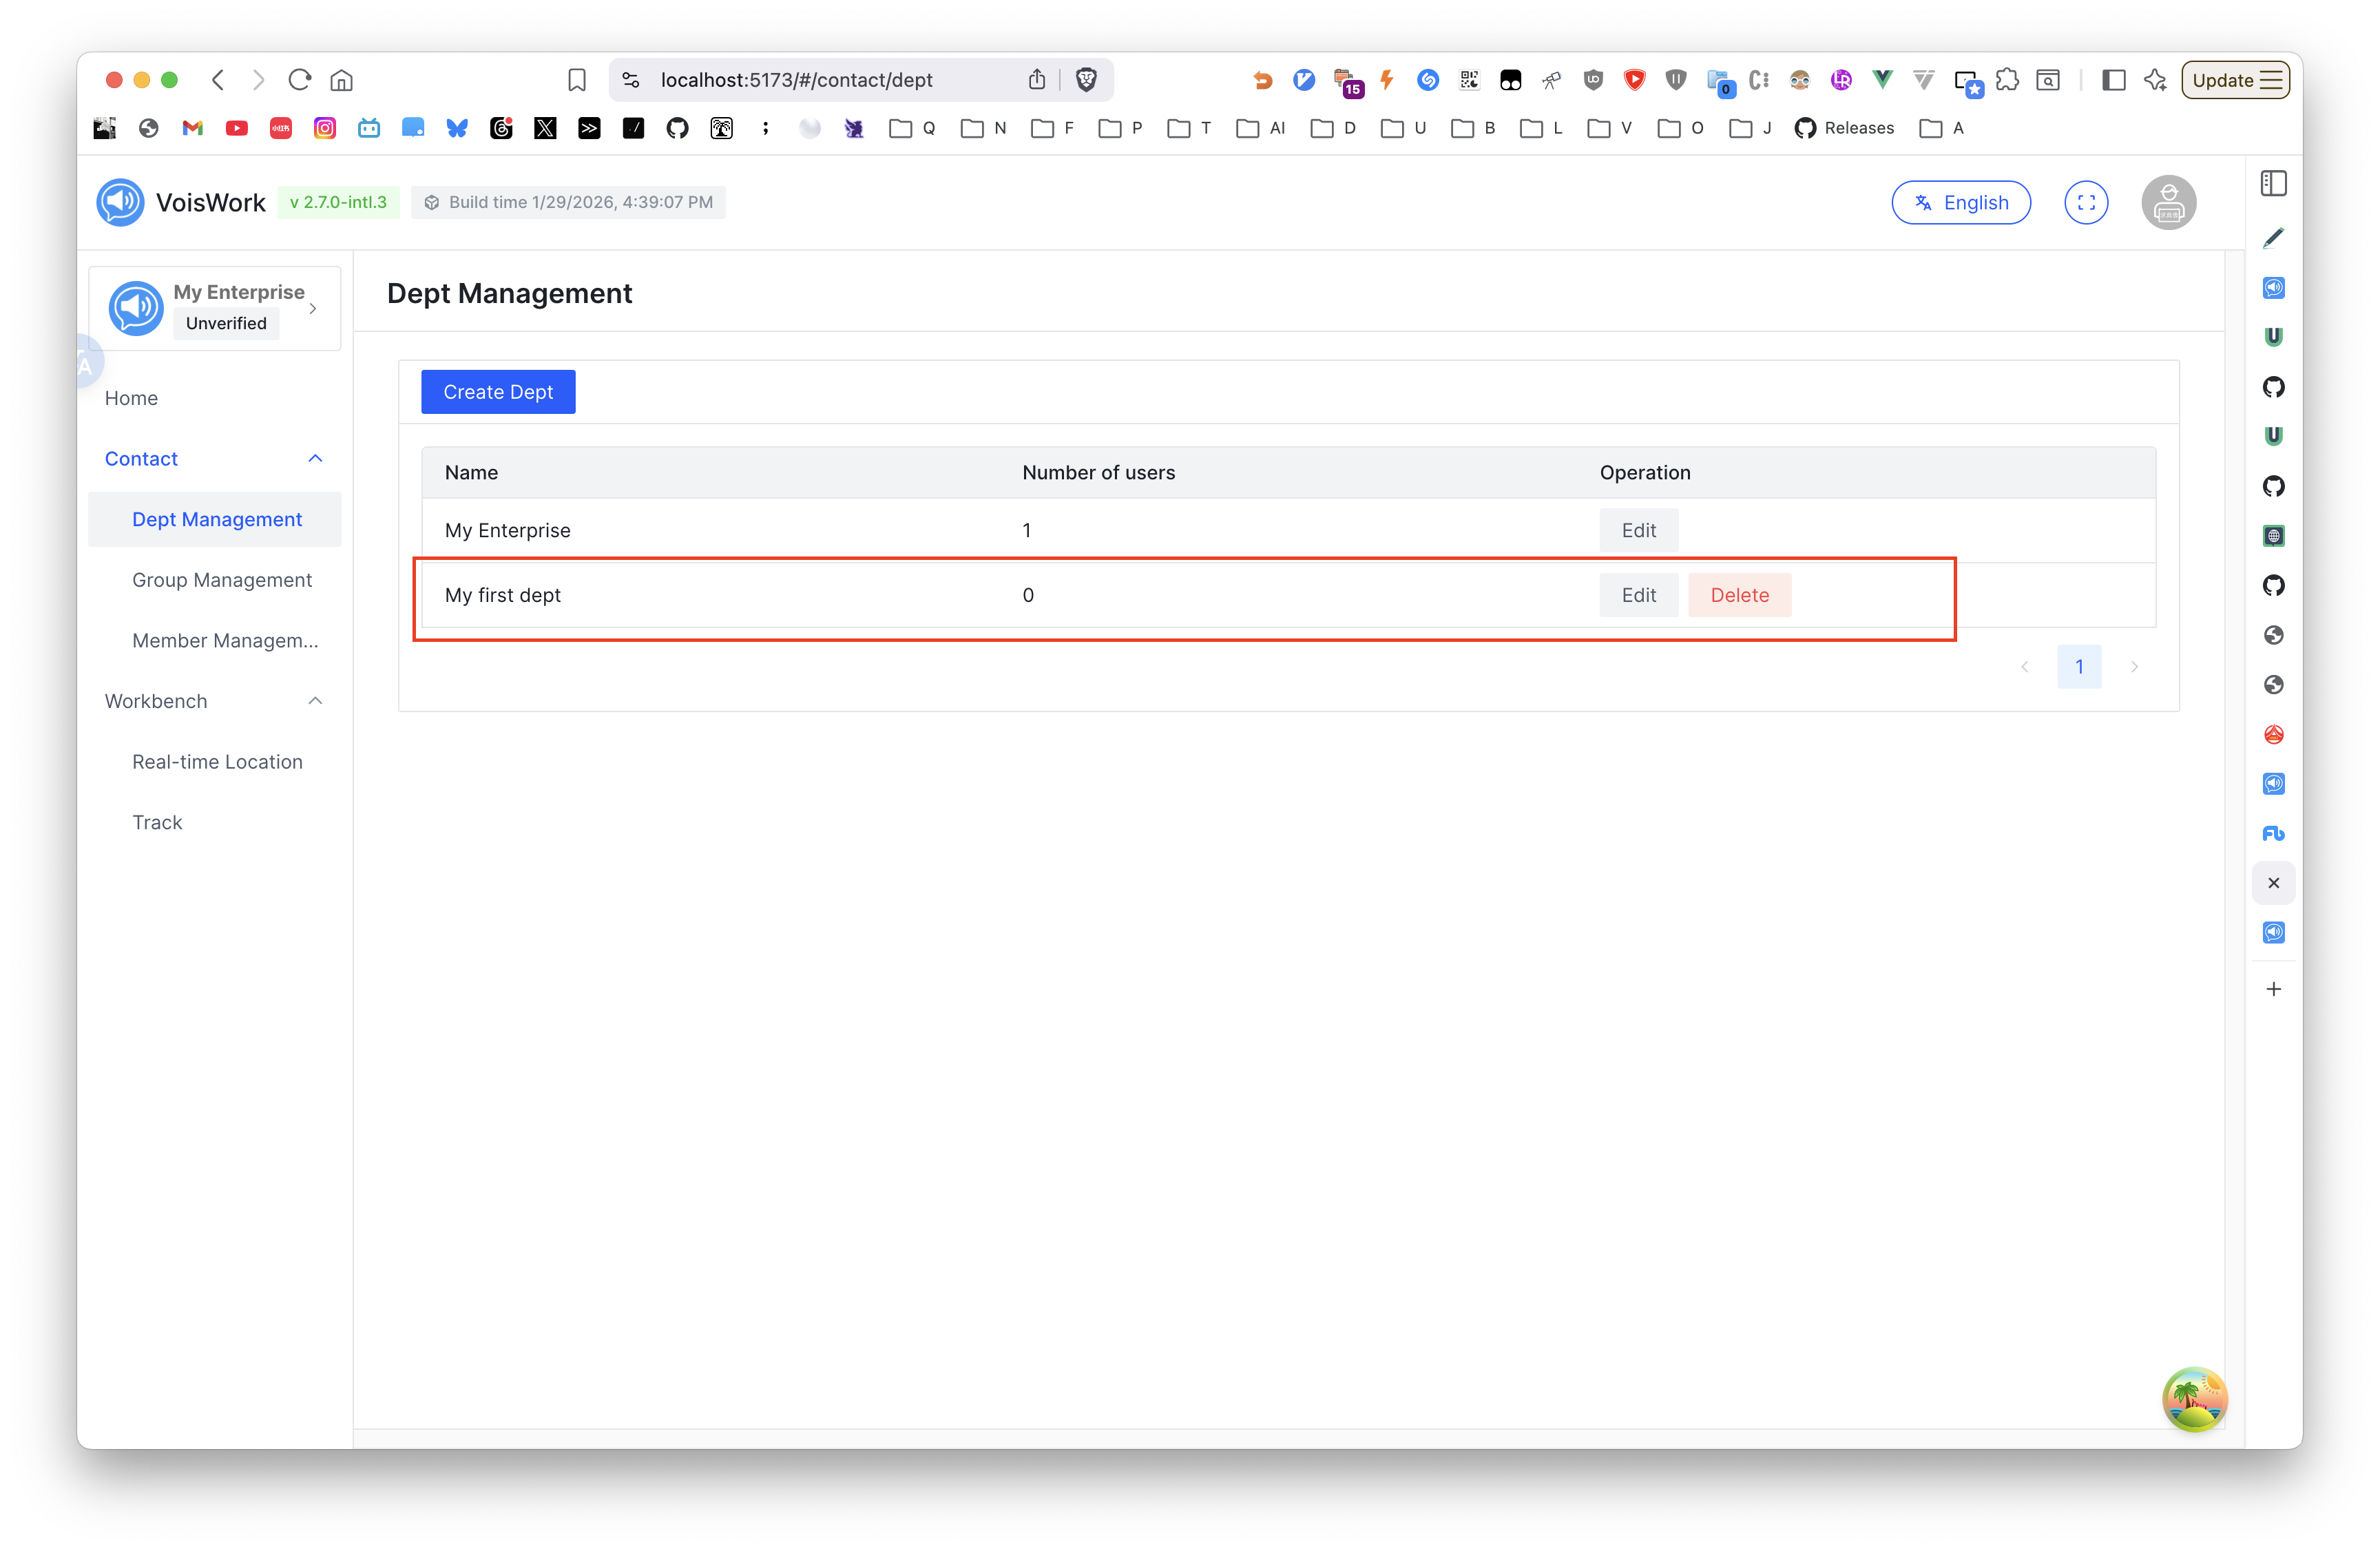 localhost:5173/#/contact/dept
15
0
Update
Q N F P T AI D U B L V O J Releases A
VoisWork
v 2.7.0-intl.3
Build time 1/29/2026, 4:39:07 PM
English
My Enterprise
Unverified
Home
Contact
Dept Management
Group Management
Member Managem...
Workbench
Real-time Location
Track
Dept Management
Create Dept
Name Number of users Operation
My Enterprise 1 Edit
My first dept 0 Edit Delete
1